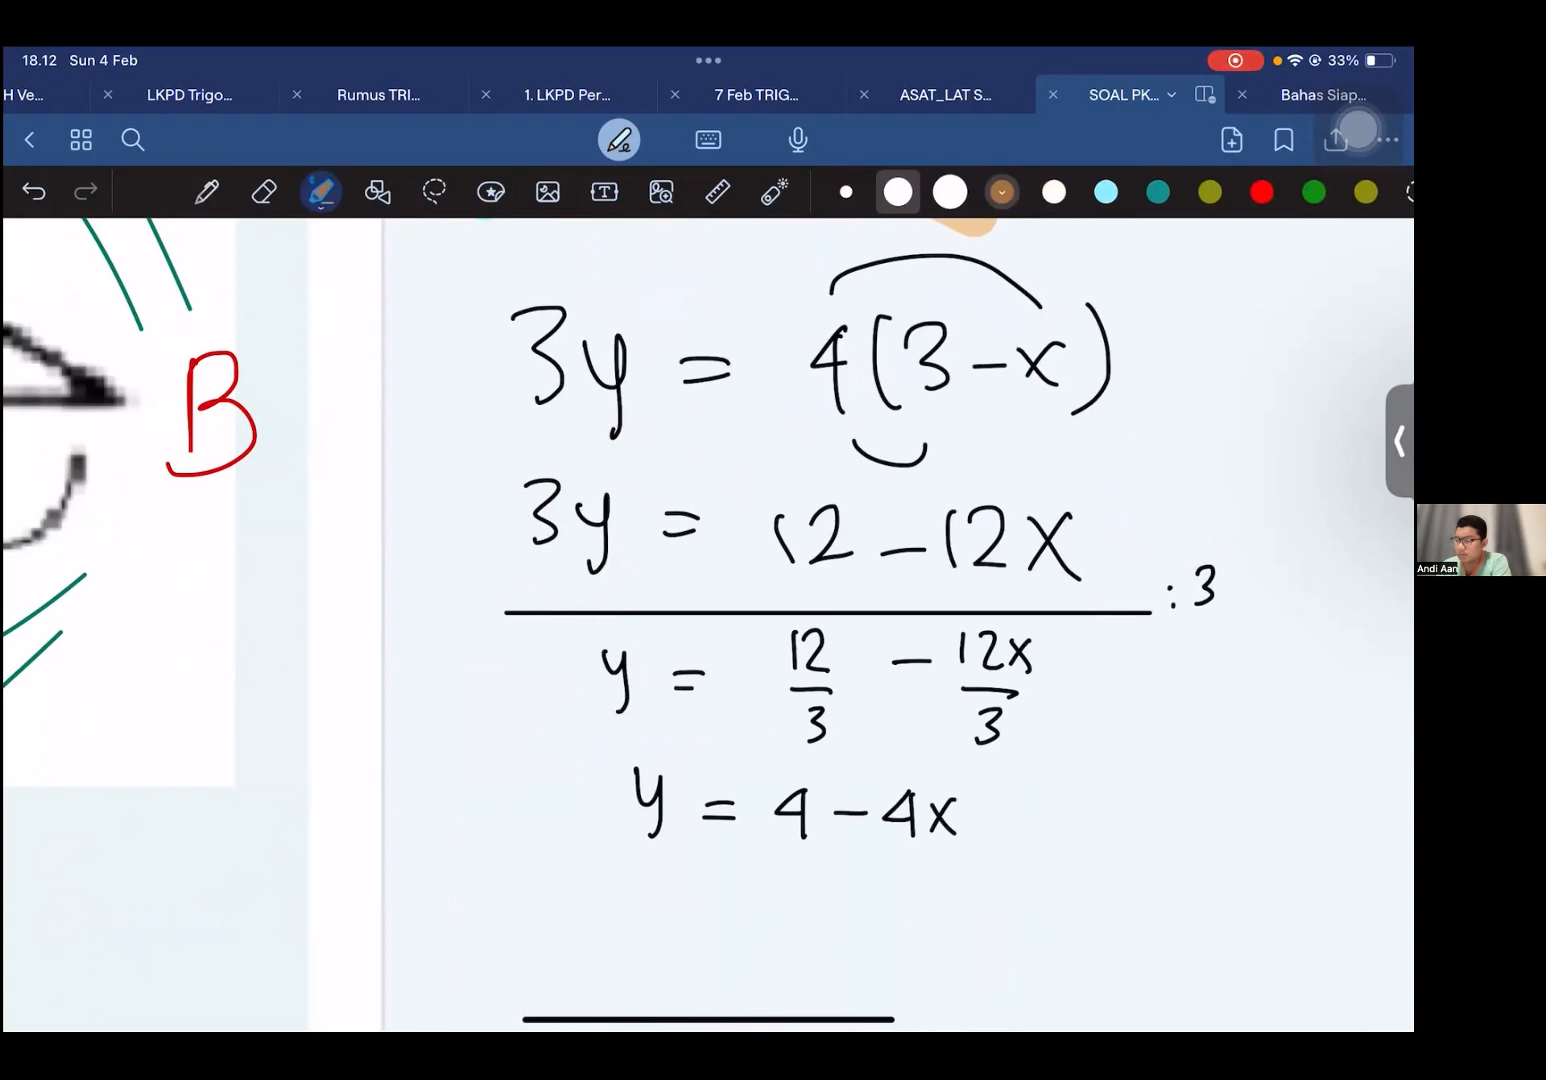 18.12 Sun 4 Feb 33%
H Ve... LKPD Trigo... Rumus TRI... 1. LKPD Per... 7 Feb TRIG... ASAT_LAT S... SOAL PK... Bahas Siap...
3y = 4(3-x)
B
3y = 12 - 12x
: 3
y = 12/3 - 12x/3
y = 4 - 4x
Andi Aan